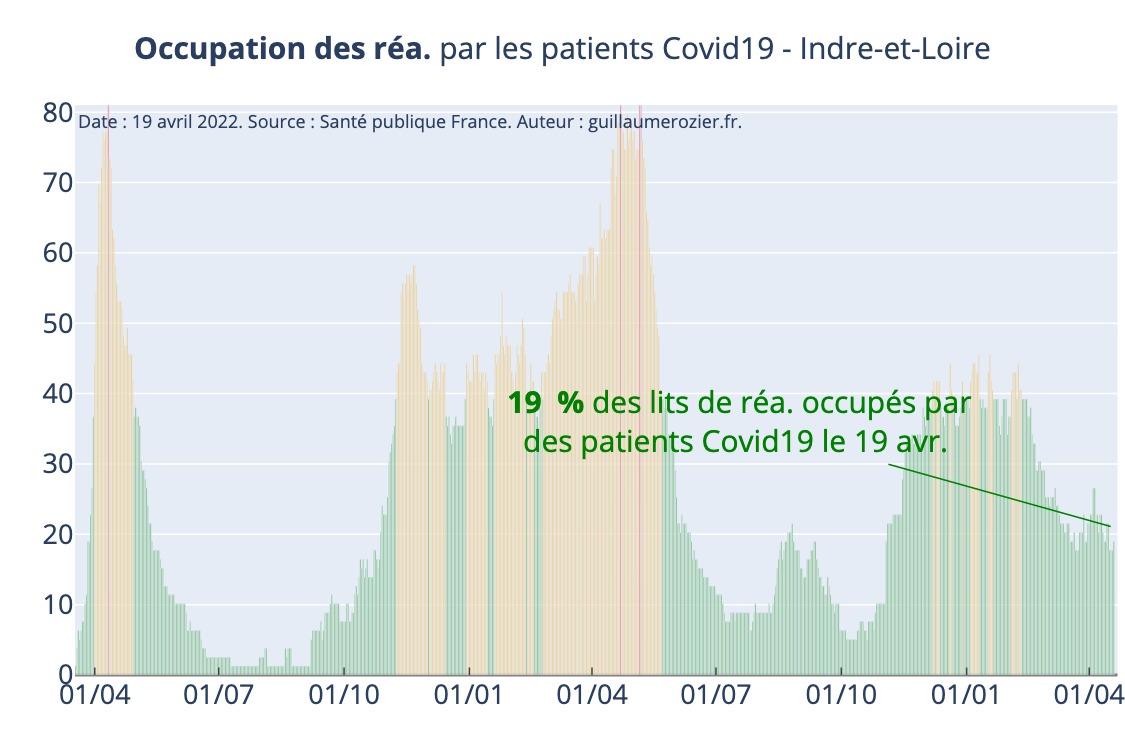 Occupation des réa. par les patients Covid19 - Indre-et-Loire
80
Date : 19 avril 2022. Source : Santé publique France. Auteur : guillaumerozier.fr.
70
60
50
40
19 % des lits de réa. occupés par
des patients Covid19 le 19 avr.
30
20
10
0
01/04 01/07 01/10 01/01 01/04 01/07 01/10 01/01 01/04